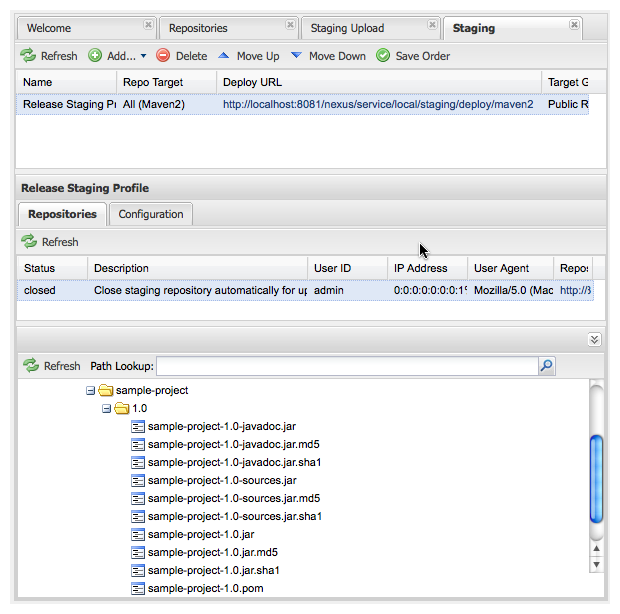 Welcome Repositories Staging Upload Staging
Refresh Add... Delete Move Up Move Down Save Order
Name Repo Target Deploy URL Target G
Release Staging Pr All (Maven2) http://localhost:8081/nexus/service/local/staging/deploy/maven2 Public R
Release Staging Profile
Repositories Configuration
Refresh
Status Description User ID IP Address User Agent Repos
closed Close staging repository automatically for up admin 0:0:0:0:0:0:0:1% Mozilla/5.0 (Mac http://
Refresh Path Lookup:
sample-project
1.0
sample-project-1.0-javadoc.jar
sample-project-1.0-javadoc.jar.md5
sample-project-1.0-javadoc.jar.sha1
sample-project-1.0-sources.jar
sample-project-1.0-sources.jar.md5
sample-project-1.0-sources.jar.sha1
sample-project-1.0.jar
sample-project-1.0.jar.md5
sample-project-1.0.jar.sha1
sample-project-1.0.pom